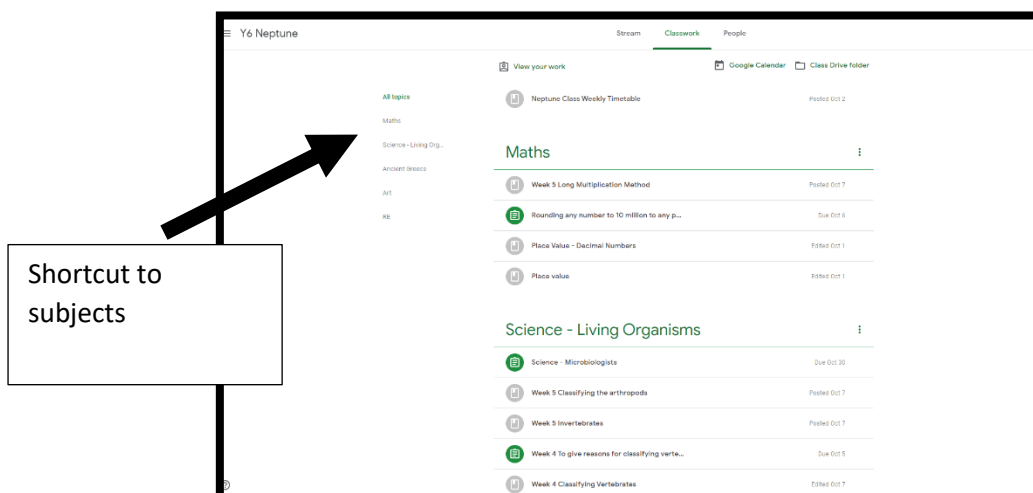 Y6 Neptune
Stream Classwork People
View your work
Google Calendar Class Drive folder
All topics
Maths
Science - Living Org...
Ancient Greece
Art
RE
Neptune Class Weekly Timetable Posted Oct 2
Maths
Week 5 Long Multiplication Method Posted Oct 7
Rounding any number to 10 million to any p... Due Oct 6
Place Value - Decimal Numbers Edited Oct 1
Place value Edited Oct 1
Science - Living Organisms
Science - Microbiologists Due Oct 20
Week 5 Classifying the arthropods Posted Oct 7
Week 5 Invertebrates Posted Oct 7
Week 4 To give reasons for classifying verte... Due Oct 5
Week 4 Classifying Vertebrates Edited Oct 7
Shortcut to
subjects